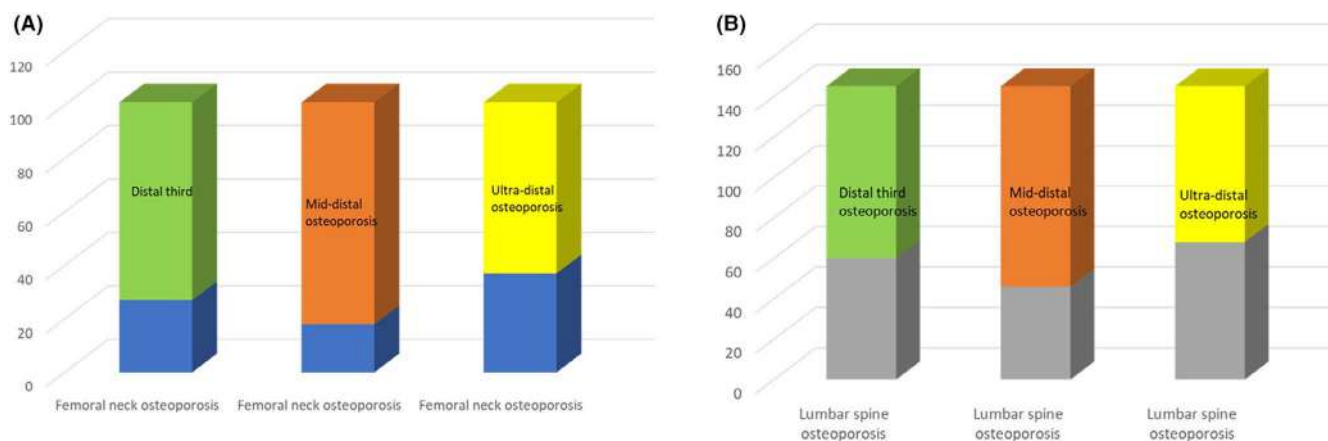 (A)
120
100
80
60
40
20
0
Distal third
Mid-distal
osteoporosis
Ultra-distal
osteoporosis
Femoral neck osteoporosis
Femoral neck osteoporosis
Femoral neck osteoporosis
(B)
160
140
120
100
80
60
40
20
0
Distal third
osteoporosis
Mid-distal
osteoporosis
Ultra-distal
osteoporosis
Lumbar spine
osteoporosis
Lumbar spine
osteoporosis
Lumbar spine
osteoporosis